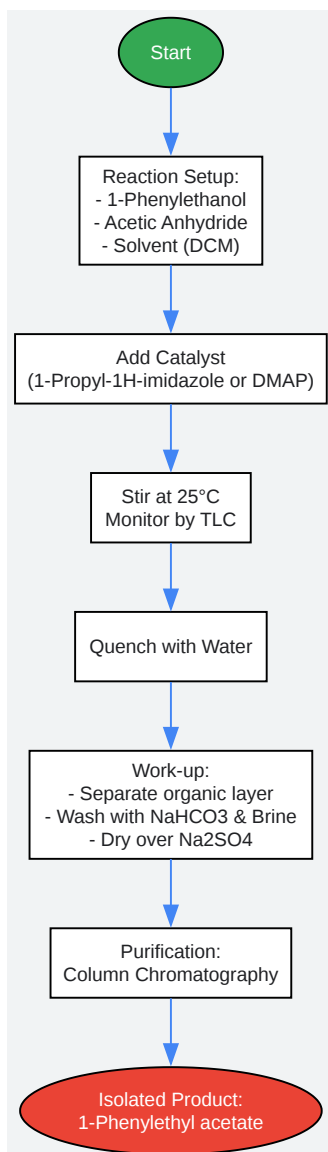 Start
Reaction Setup:
- 1-Phenylethanol
- Acetic Anhydride
- Solvent (DCM)
Add Catalyst
(1-Propyl-1H-imidazole or DMAP)
Stir at 25°C
Monitor by TLC
Quench with Water
Work-up:
- Separate organic layer
- Wash with NaHCO3 & Brine
- Dry over Na2SO4
Purification:
Column Chromatography
Isolated Product:
1-Phenylethyl acetate